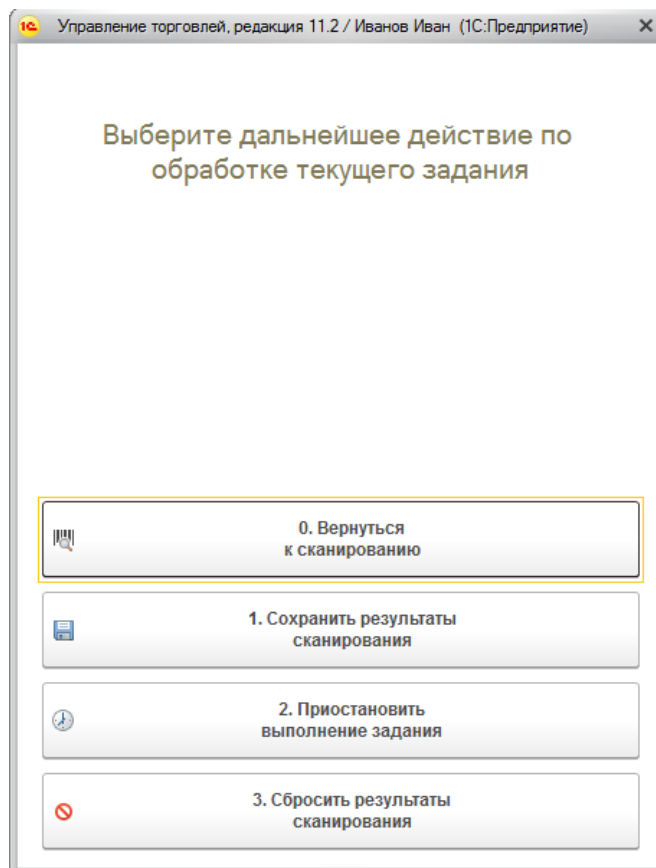 1С Управление торговлей, редакция 11.2 / Иванов Иван (1С:Предприятие)
Выберите дальнейшее действие по
обработке текущего задания
0. Вернуться
к сканированию
1. Сохранить результаты
сканирования
2. Приостановить
выполнение задания
3. Сбросить результаты
сканирования